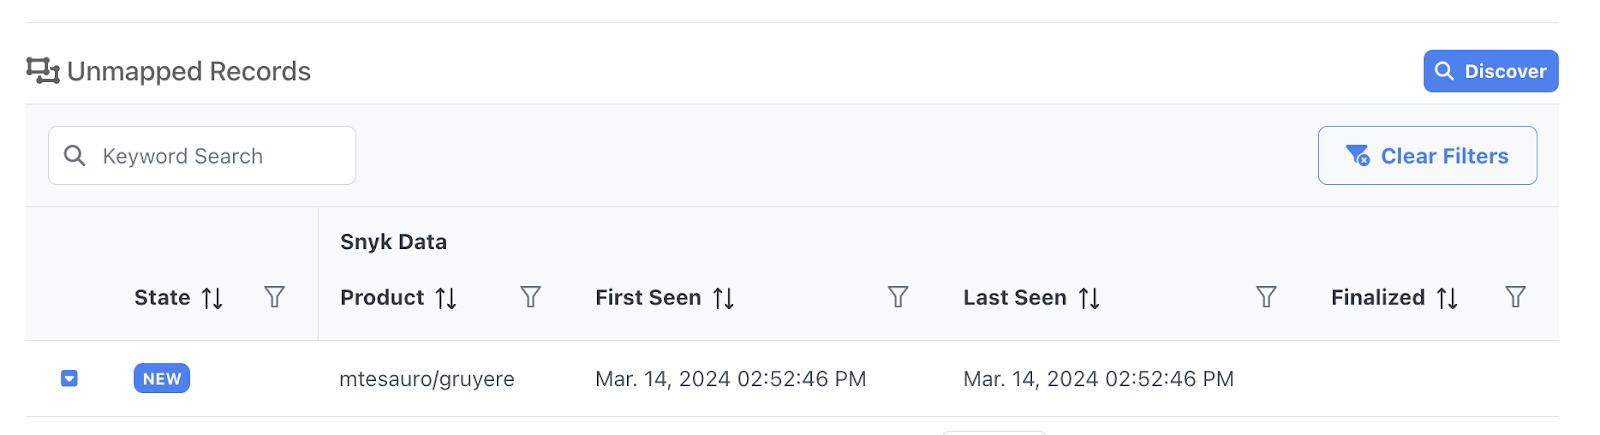 Unmapped Records
Discover
Keyword Search
Clear Filters
Snyk Data
State Product First Seen Last Seen Finalized
NEW mtesauro/gruyere Mar. 14, 2024 02:52:46 PM Mar. 14, 2024 02:52:46 PM